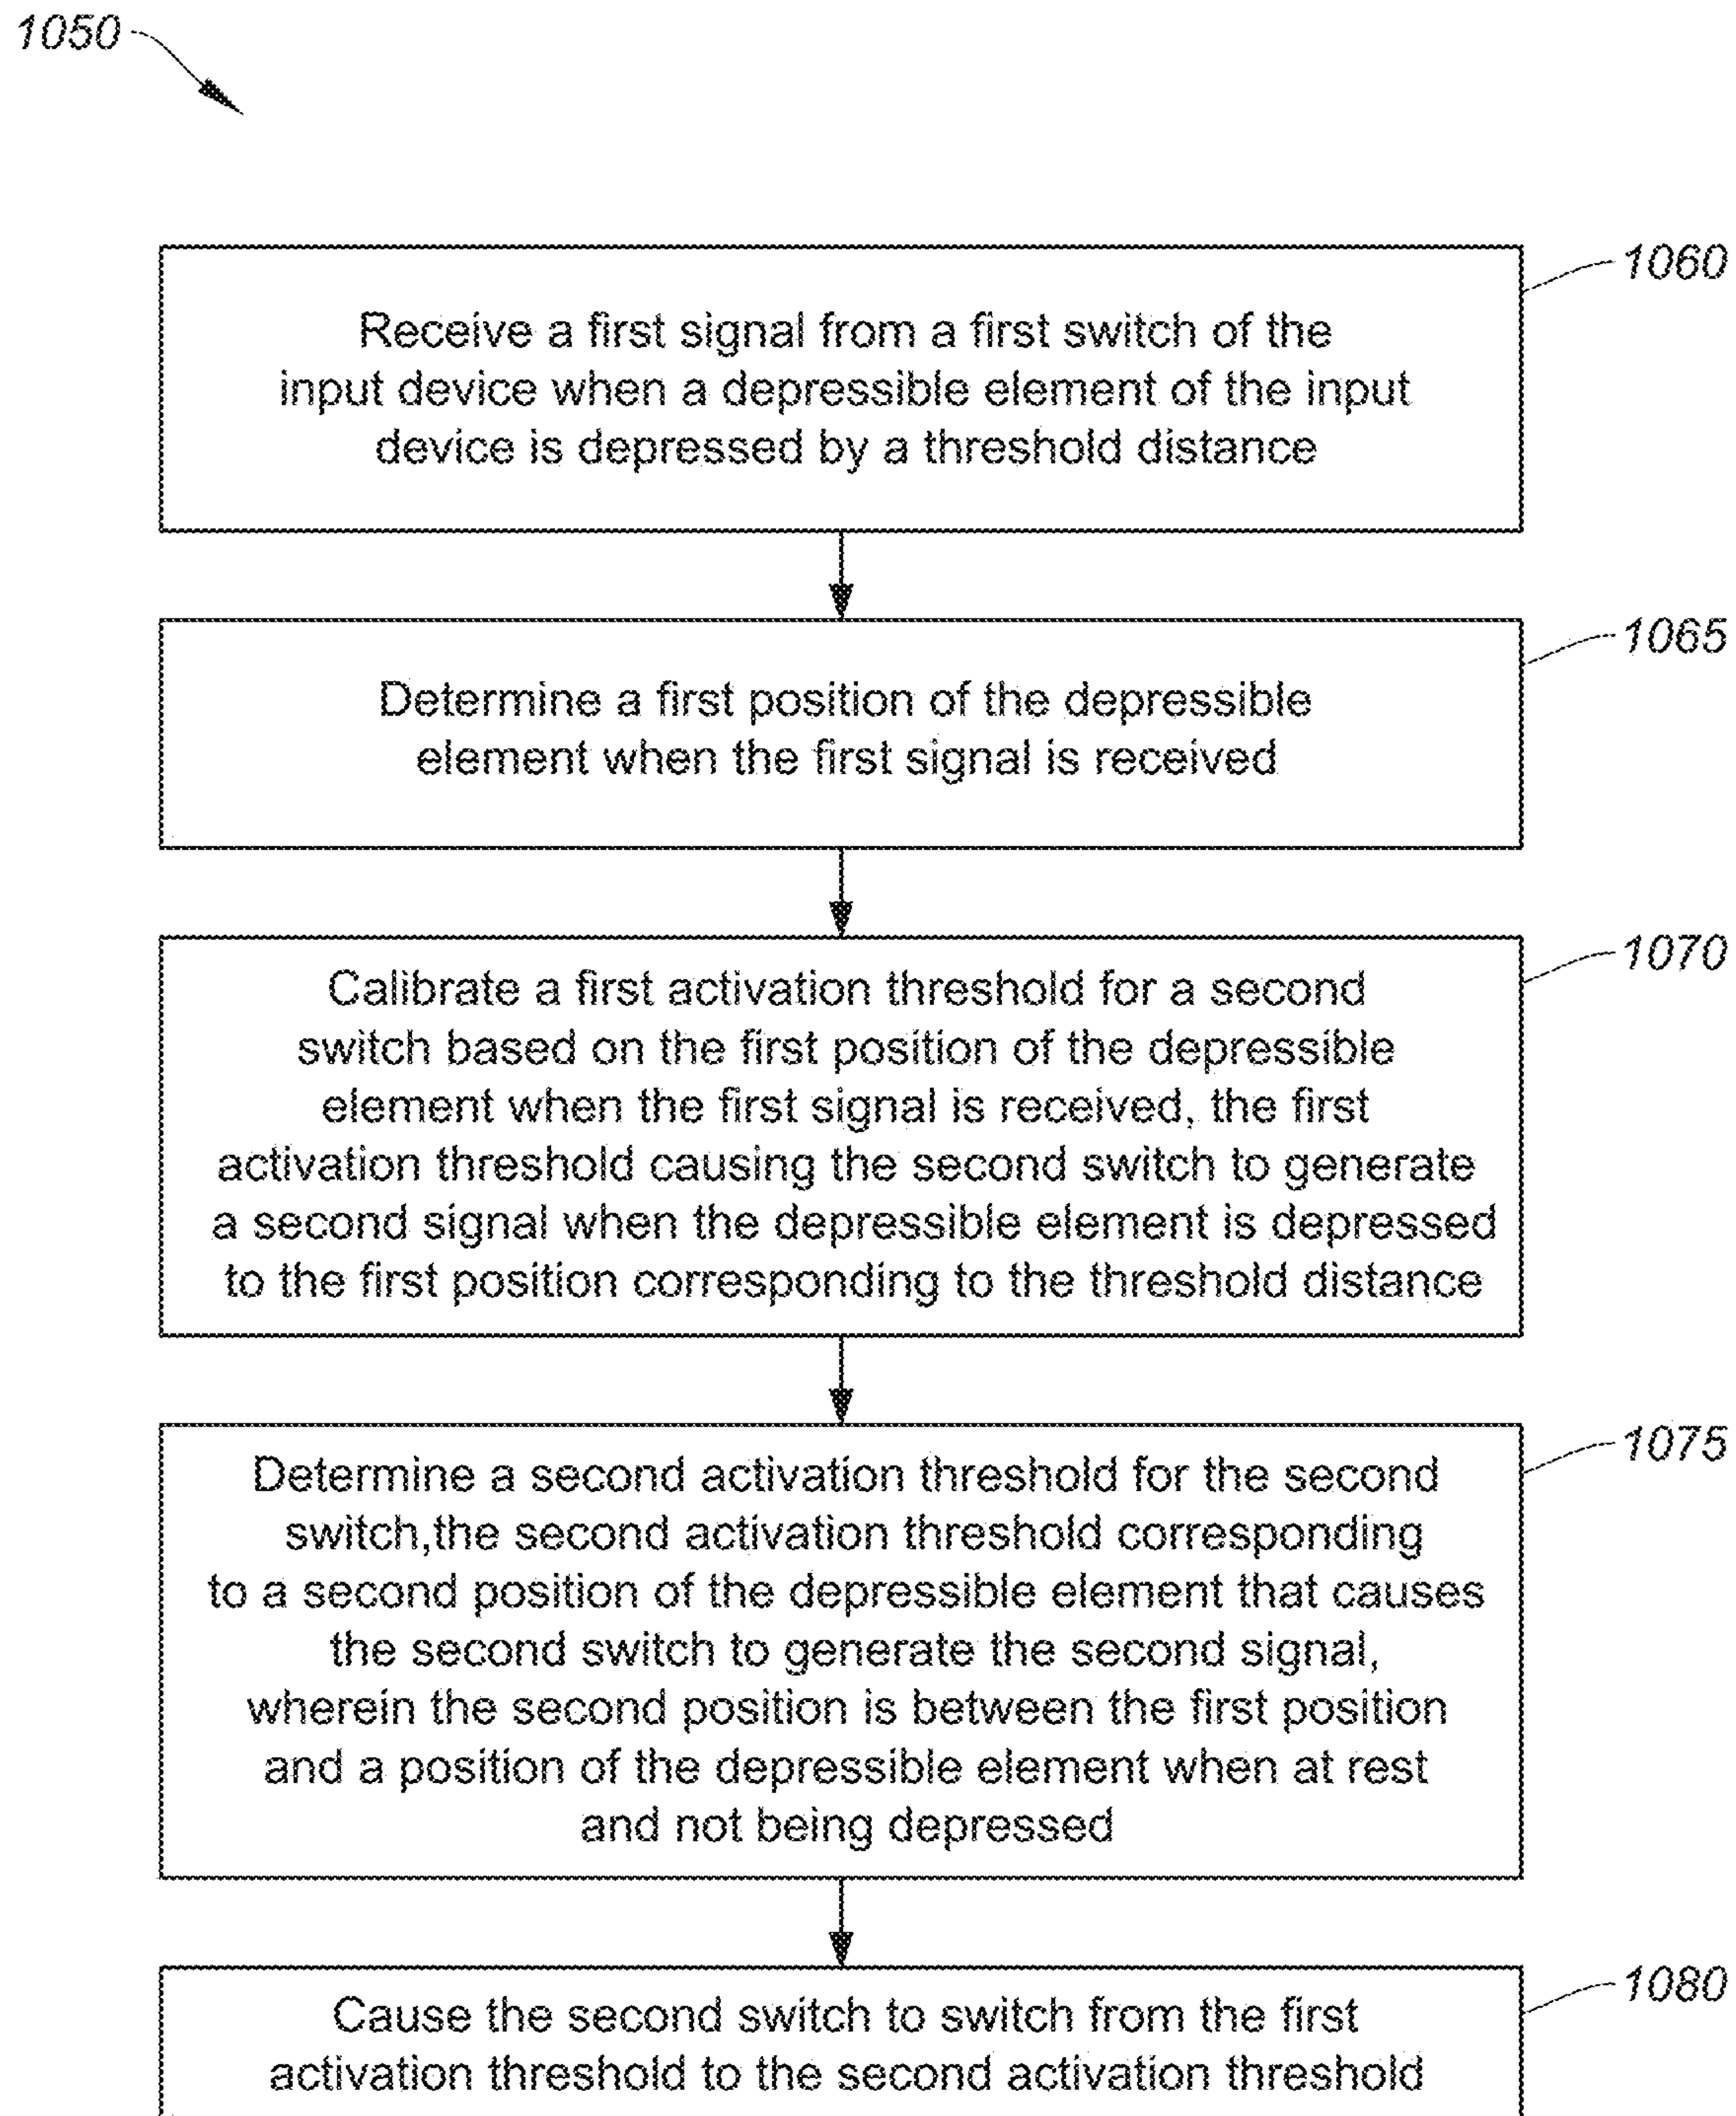 1050
1060
Receive a first signal from a first switch of the
input device when a depressible element of the input
device is depressed by a threshold distance
1065
Determine a first position of the depressible
element when the first signal is received
1070
Calibrate a first activation threshold for a second
switch based on the first position of the depressible
element when the first signal is received, the first
activation threshold causing the second switch to generate
a second signal when the depressible element is depressed
to the first position corresponding to the threshold distance
1075
Determine a second activation threshold for the second
switch,the second activation threshold corresponding
to a second position of the depressible element that causes
the second switch to generate the second signal,
wherein the second position is between the first position
and a position of the depressible element when at rest
and not being depressed
1080
Cause the second switch to switch from the first
activation threshold to the second activation threshold